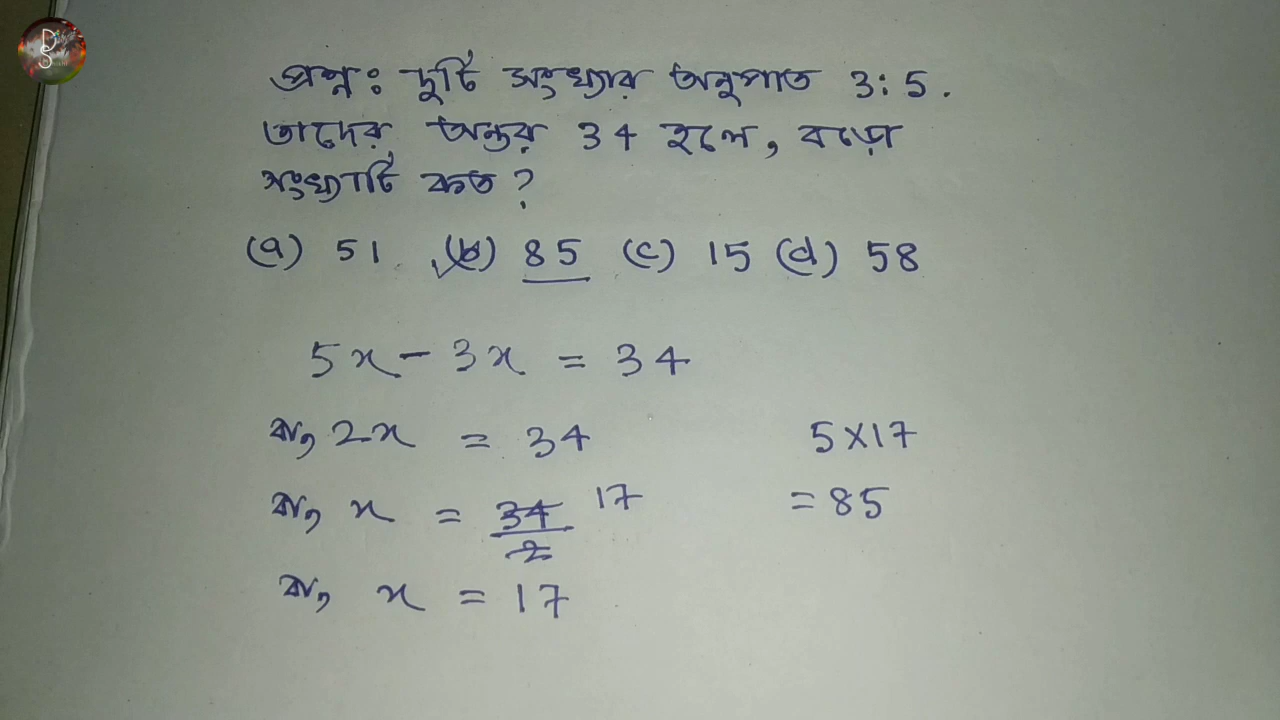 প্রশ্ন: দুটি সংখ্যার অনুপাত 3:5.
তাদের অন্তর 34 হলে, বড়ো
সংখ্যাটি কত?
(a) 51 (b) 85 (c) 15 (d) 58
5x - 3x = 34
বা, 2x = 34
বা, x = 34/2 17
বা, x = 17
5×17
= 85